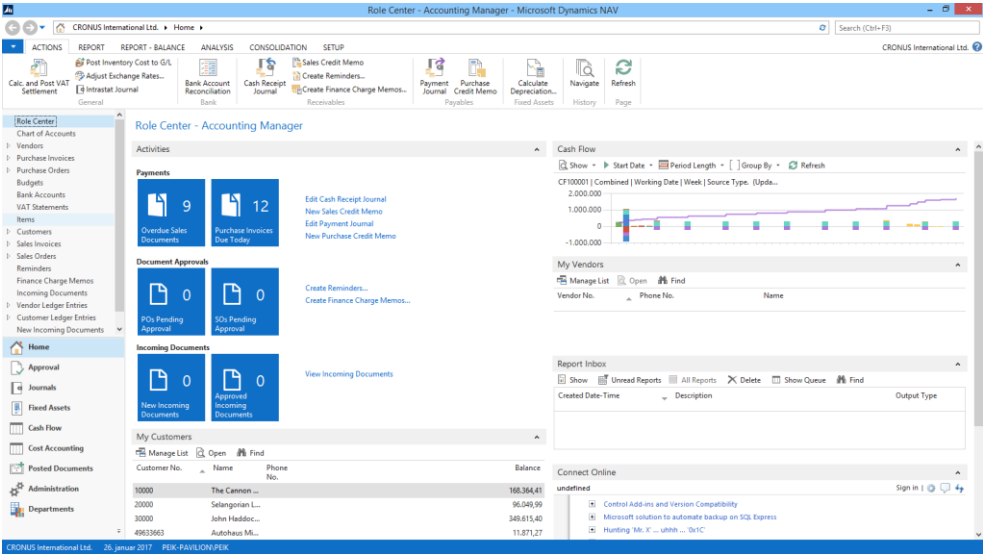 Role Center - Accounting Manager - Microsoft Dynamics NAV
CRONUS International Ltd. Home
Search (Ctrl+F3)
ACTIONS REPORT REPORT - BALANCE ANALYSIS CONSOLIDATION SETUP
CRONUS International Ltd.
Calc. and Post VAT Settlement
Post Inventory Cost to G/L
Adjust Exchange Rates...
Intrastat Journal
General
Bank Account Reconciliation
Bank
Cash Receipt Journal
Sales Credit Memo
Create Reminders...
Create Finance Charge Memos...
Receivables
Payment Journal
Purchase Credit Memo
Payables
Calculate Depreciation...
Fixed Assets
Navigate
History
Refresh
Page
Role Center
Chart of Accounts
Vendors
Purchase Invoices
Purchase Orders
Budgets
Bank Accounts
VAT Statements
Items
Customers
Sales Invoices
Sales Orders
Reminders
Finance Charge Memos
Incoming Documents
Vendor Ledger Entries
Customer Ledger Entries
New Incoming Documents
Home
Approval
Journals
Fixed Assets
Cash Flow
Cost Accounting
Posted Documents
Administration
Departments
Role Center - Accounting Manager
Activities
Payments
9
Overdue Sales
Documents
12
Purchase Invoices
Due Today
Edit Cash Receipt Journal
New Sales Credit Memo
Edit Payment Journal
New Purchase Credit Memo
Document Approvals
0
POs Pending
Approval
0
SOs Pending
Approval
Create Reminders...
Create Finance Charge Memos...
Incoming Documents
0
New Incoming
Documents
0
Approved
Incoming
Documents
View Incoming Documents
My Customers
Manage List Open Find
Customer No. Name Phone No. Balance
10000 The Cannon ... 168.364,41
20000 Selangorian L... 96.049,99
30000 John Haddoc... 349.615,40
49633663 Autohaus Mi... 11.871,27
Cash Flow
Show Start Date Period Length Group By Refresh
CF100001 | Combined | Working Date | Week | Source Type. (Upda...
2.000.000
1.000.000
0
-1.000.000
My Vendors
Manage List Open Find
Vendor No. Phone No. Name
Report Inbox
Show Unread Reports All Reports Delete Show Queue Find
Created Date-Time Description Output Type
Connect Online
undefined Sign in |
Control Add-ins and Version Compatibility
Microsoft solution to automate backup on SQL Express
Hunting 'Mr. X' ... uhhh ... '0x1C'
CRONUS International Ltd. 26. januar 2017 PEIK-PAVILION\PEIK